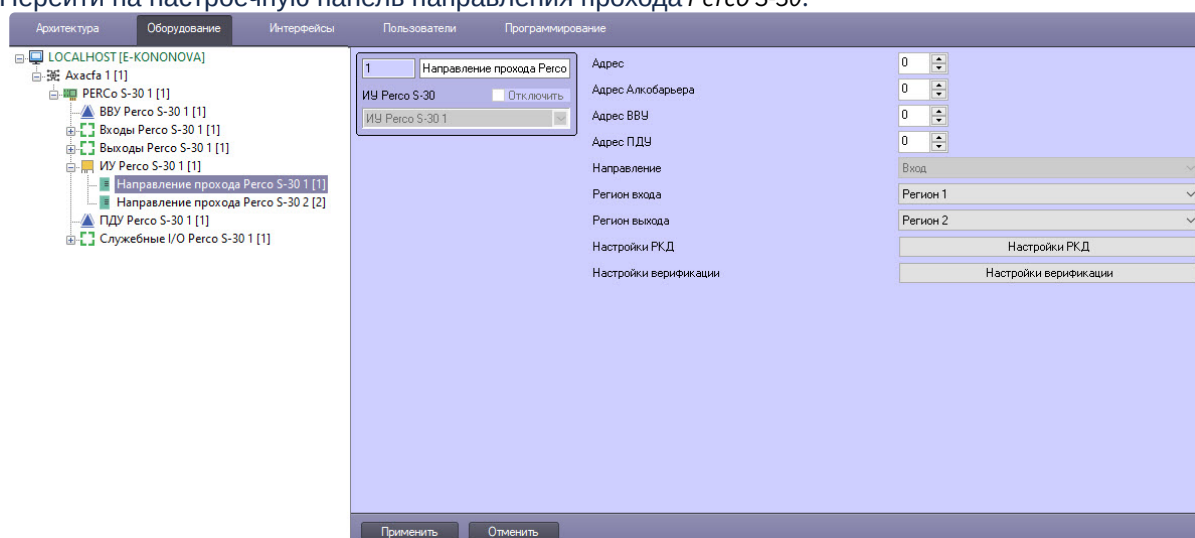 Перейти на настроечную панель направления прохода Perco S-30.
Архитектура Оборудование Интерфейсы Пользователи Программирование
LOCALHOST [E-KONONOVA]
Axacfa 1 [1]
PERCo S-30 1 [1]
ВВУ Perco S-30 1 [1]
Входы Perco S-30 1 [1]
Выходы Perco S-30 1 [1]
ИУ Perco S-30 1 [1]
Направление прохода Perco S-30 1 [1]
Направление прохода Perco S-30 2 [2]
ПДУ Perco S-30 1 [1]
Служебные I/O Perco S-30 1 [1]
1 Направление прохода Perco
ИУ Perco S-30 Отключить
ИУ Perco S-30 1
Адрес 0
Адрес Алкобарьера 0
Адрес ВВУ 0
Адрес ПДУ 0
Направление Вход
Регион входа Регион 1
Регион выхода Регион 2
Настройки РКД Настройки РКД
Настройки верификации Настройки верификации
Применить Отменить